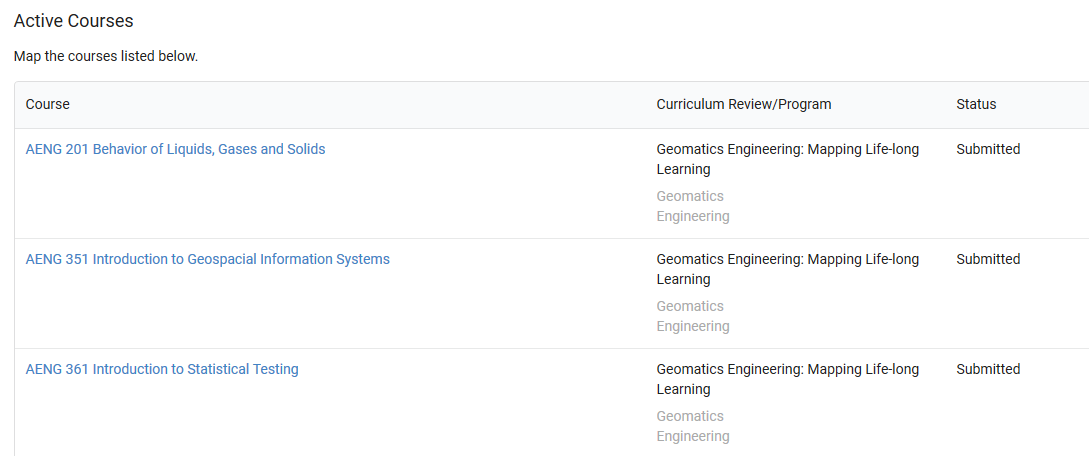 Active Courses
Map the courses listed below.
Course Curriculum Review/Program Status
AENG 201 Behavior of Liquids, Gases and Solids Geomatics Engineering: Mapping Life-long Submitted
Learning
Geomatics
Engineering
AENG 351 Introduction to Geospacial Information Systems Geomatics Engineering: Mapping Life-long Submitted
Learning
Geomatics
Engineering
AENG 361 Introduction to Statistical Testing Geomatics Engineering: Mapping Life-long Submitted
Learning
Geomatics
Engineering